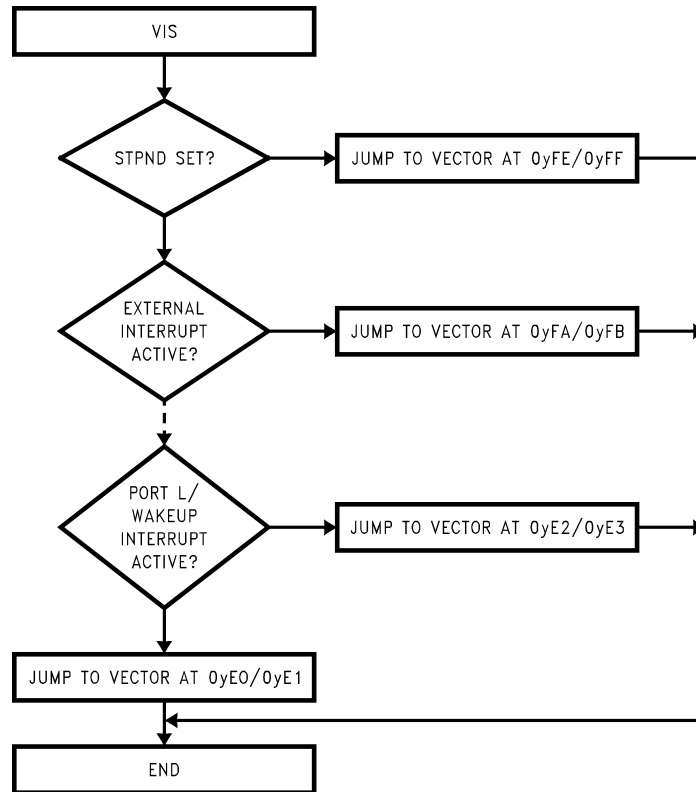 VIS
STPND SET?
JUMP TO VECTOR AT 0yFE/0yFF
EXTERNAL
INTERRUPT
ACTIVE?
JUMP TO VECTOR AT 0yFA/0yFB
PORT L/
WAKEUP
INTERRUPT
ACTIVE?
JUMP TO VECTOR AT 0yE2/0yE3
JUMP TO VECTOR AT 0yE0/0yE1
END